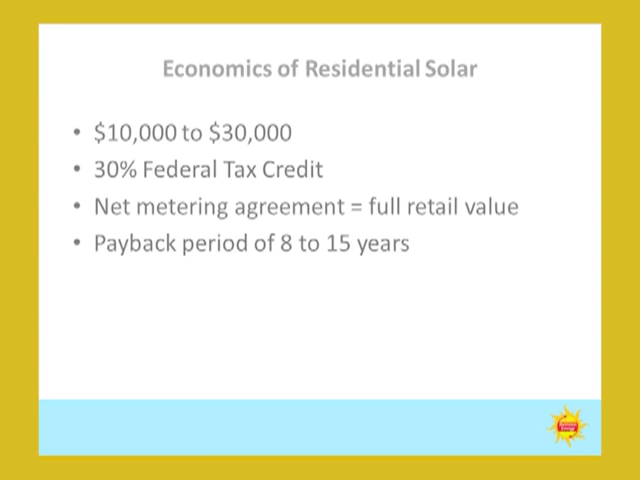 Economics of Residential Solar
• $10,000 to $30,000
• 30% Federal Tax Credit
• Net metering agreement = full retail value
• Payback period of 8 to 15 years